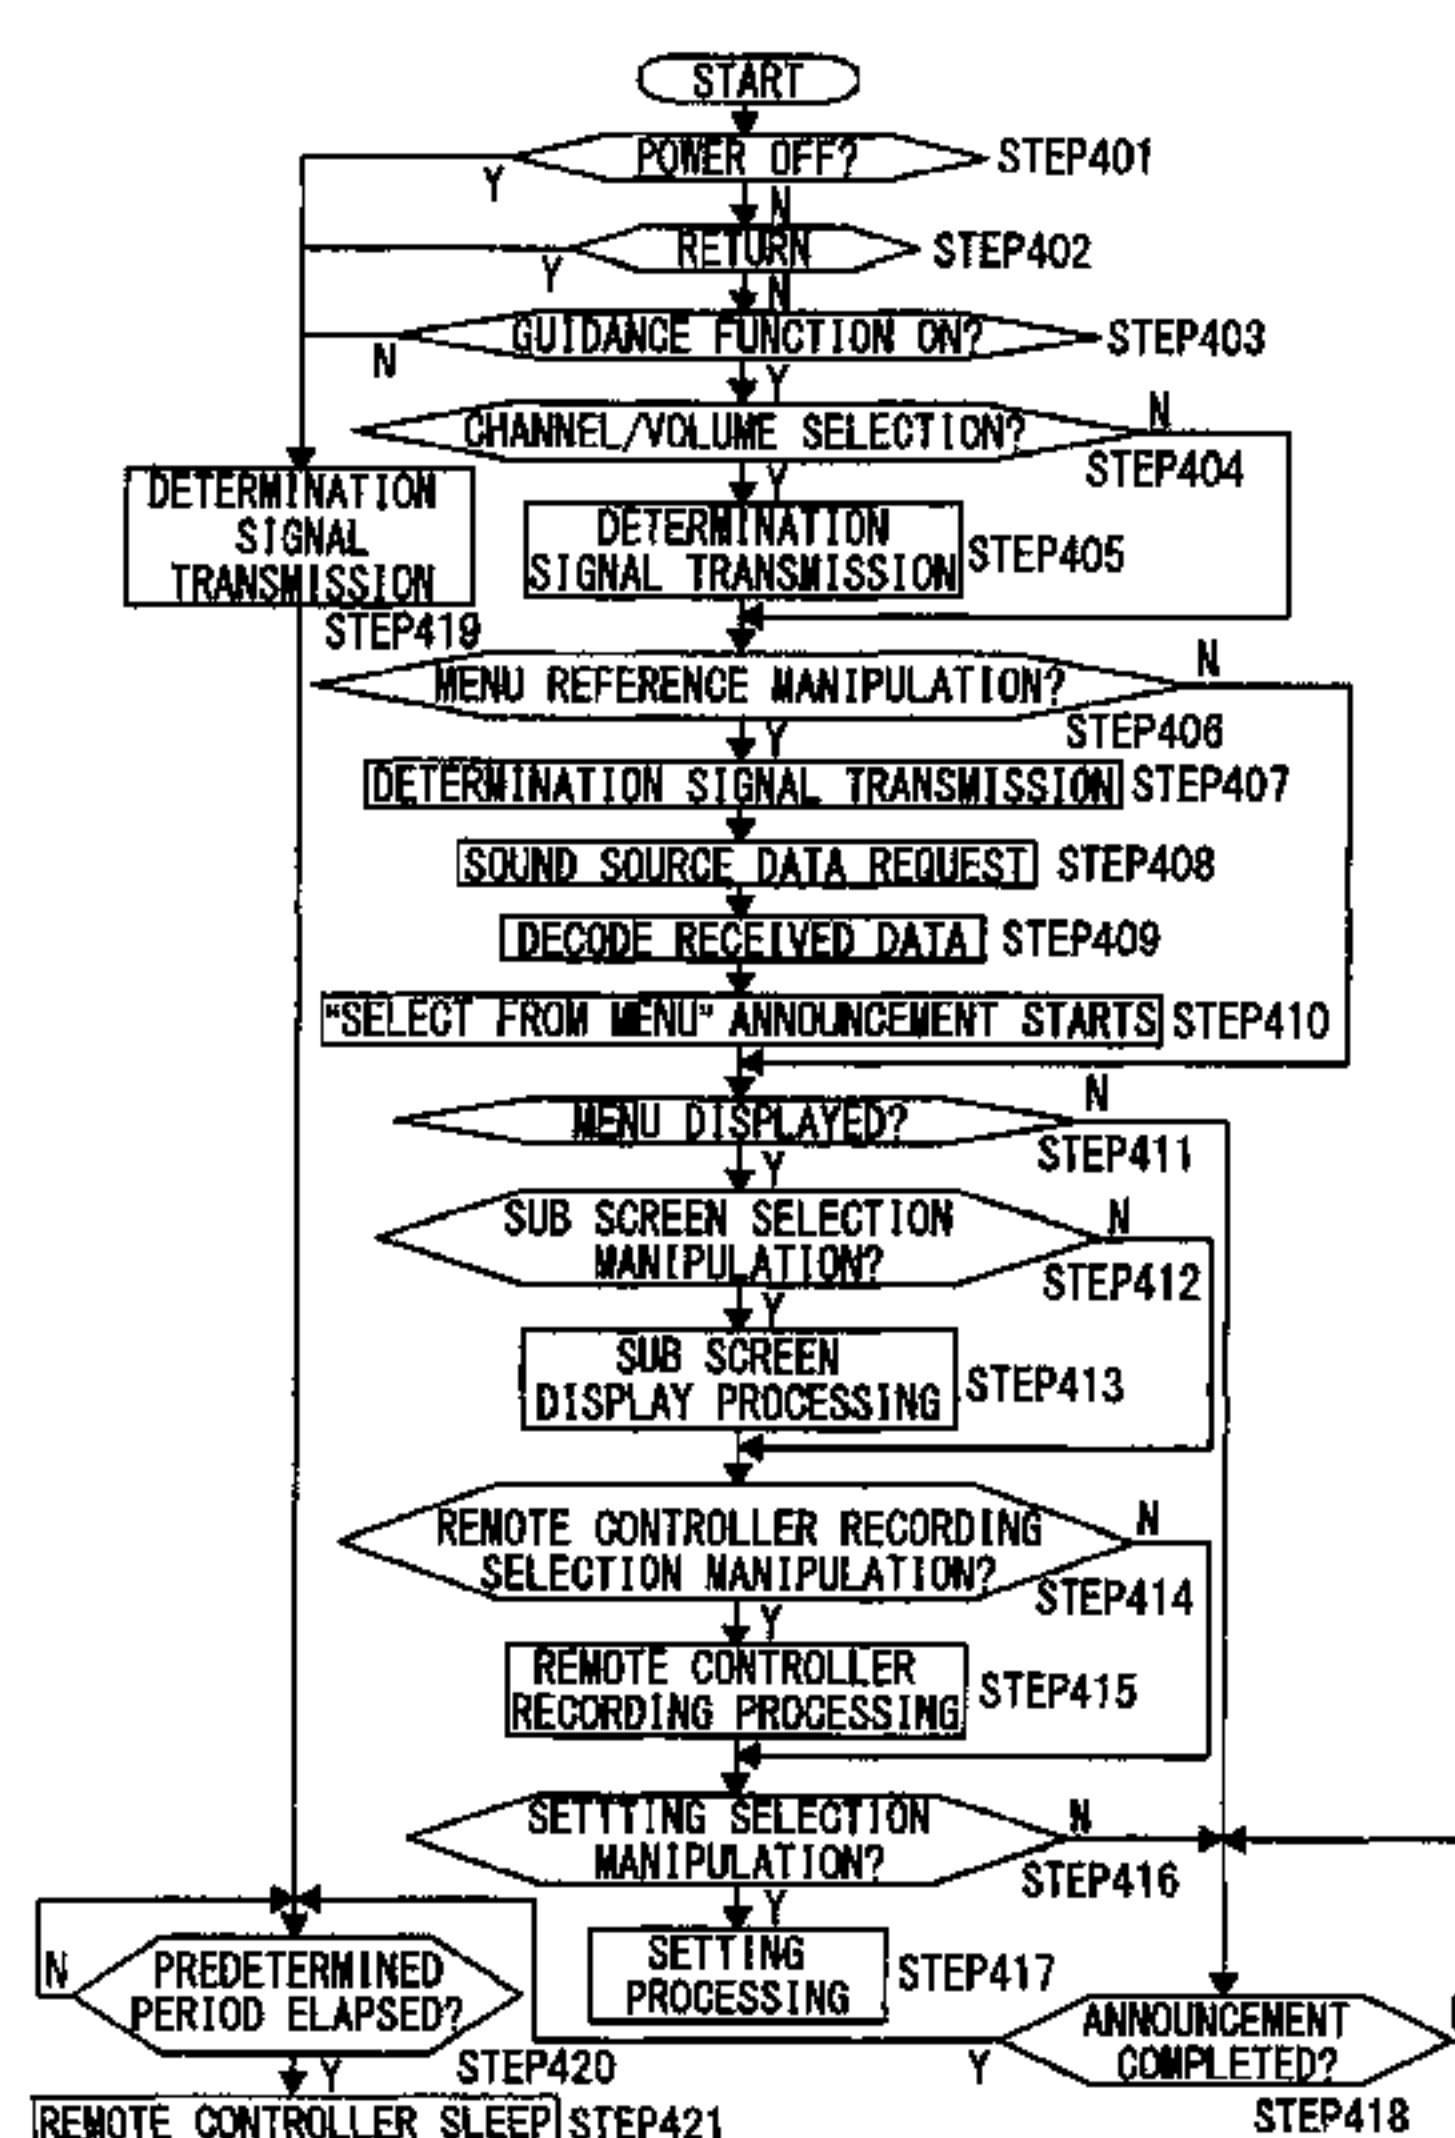 START
POWER OFF?
STEP401
Y
N
RETURN
STEP402
Y
N
GUIDANCE FUNCTION ON?
STEP403
N
Y
CHANNEL/VOLUME SELECTION?
N
STEP404
Y
DETERMINATION
SIGNAL
TRANSMISSION
STEP419
DETERMINATION
SIGNAL TRANSMISSION
STEP405
MENU REFERENCE MANIPULATION?
N
STEP406
Y
DETERMINATION SIGNAL TRANSMISSION
STEP407
SOUND SOURCE DATA REQUEST
STEP408
DECODE RECEIVED DATA
STEP409
"SELECT FROM MENU" ANNOUNCEMENT STARTS
STEP410
MENU DISPLAYED?
N
STEP411
Y
SUB SCREEN SELECTION
MANIPULATION?
N
STEP412
Y
SUB SCREEN
DISPLAY PROCESSING
STEP413
REMOTE CONTROLLER RECORDING
SELECTION MANIPULATION?
N
STEP414
Y
REMOTE CONTROLLER
RECORDING PROCESSING
STEP415
SETTTING SELECTION
MANIPULATION?
N
STEP416
Y
SETTING
PROCESSING
STEP417
N
PREDETERMINED
PERIOD ELAPSED?
STEP420
Y
ANNOUNCEMENT
COMPLETED?
Y
STEP418
REMOTE CONTROLLER SLEEP
STEP421